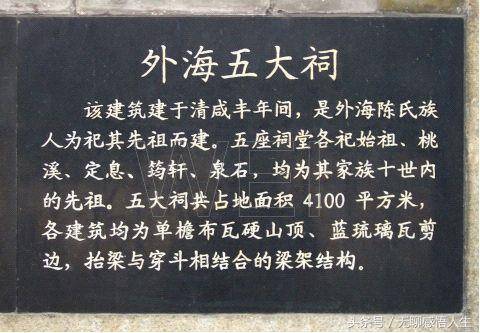 外海五大祠
该建筑建于清咸丰年间，是外海陈氏族
人为祀其先祖而建。五座祠堂各祀始祖、桃
溪、定息、筠轩、泉石，均为其家族十世内
的先祖。五大祠共占地面积 4100 平方米，
各建筑均为单檐布瓦硬山顶、蓝琉璃瓦剪
边，抬梁与穿斗相结合的梁架结构。
头条号 / 无聊感悟人生